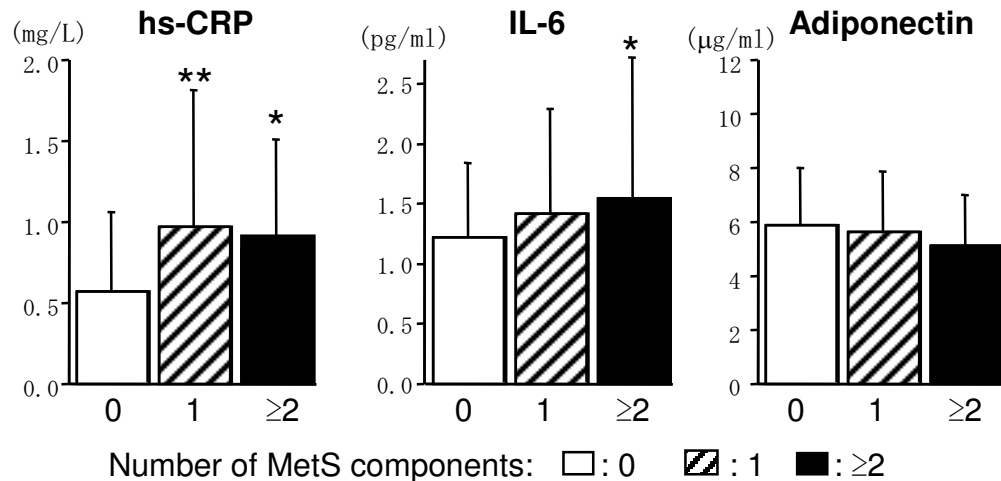 hs-CRP
(mg/L)
2.0
1.5
1.0
0.5
0.0
**
*
0 1 ≥2
IL-6
(pg/ml)
2.5
2.0
1.5
1.0
0.5
0.0
*
0 1 ≥2
Adiponectin
(μg/ml)
12
10
8
6
4
2
0
0 1 ≥2
Number of MetS components: : 0 : 1 : ≥2